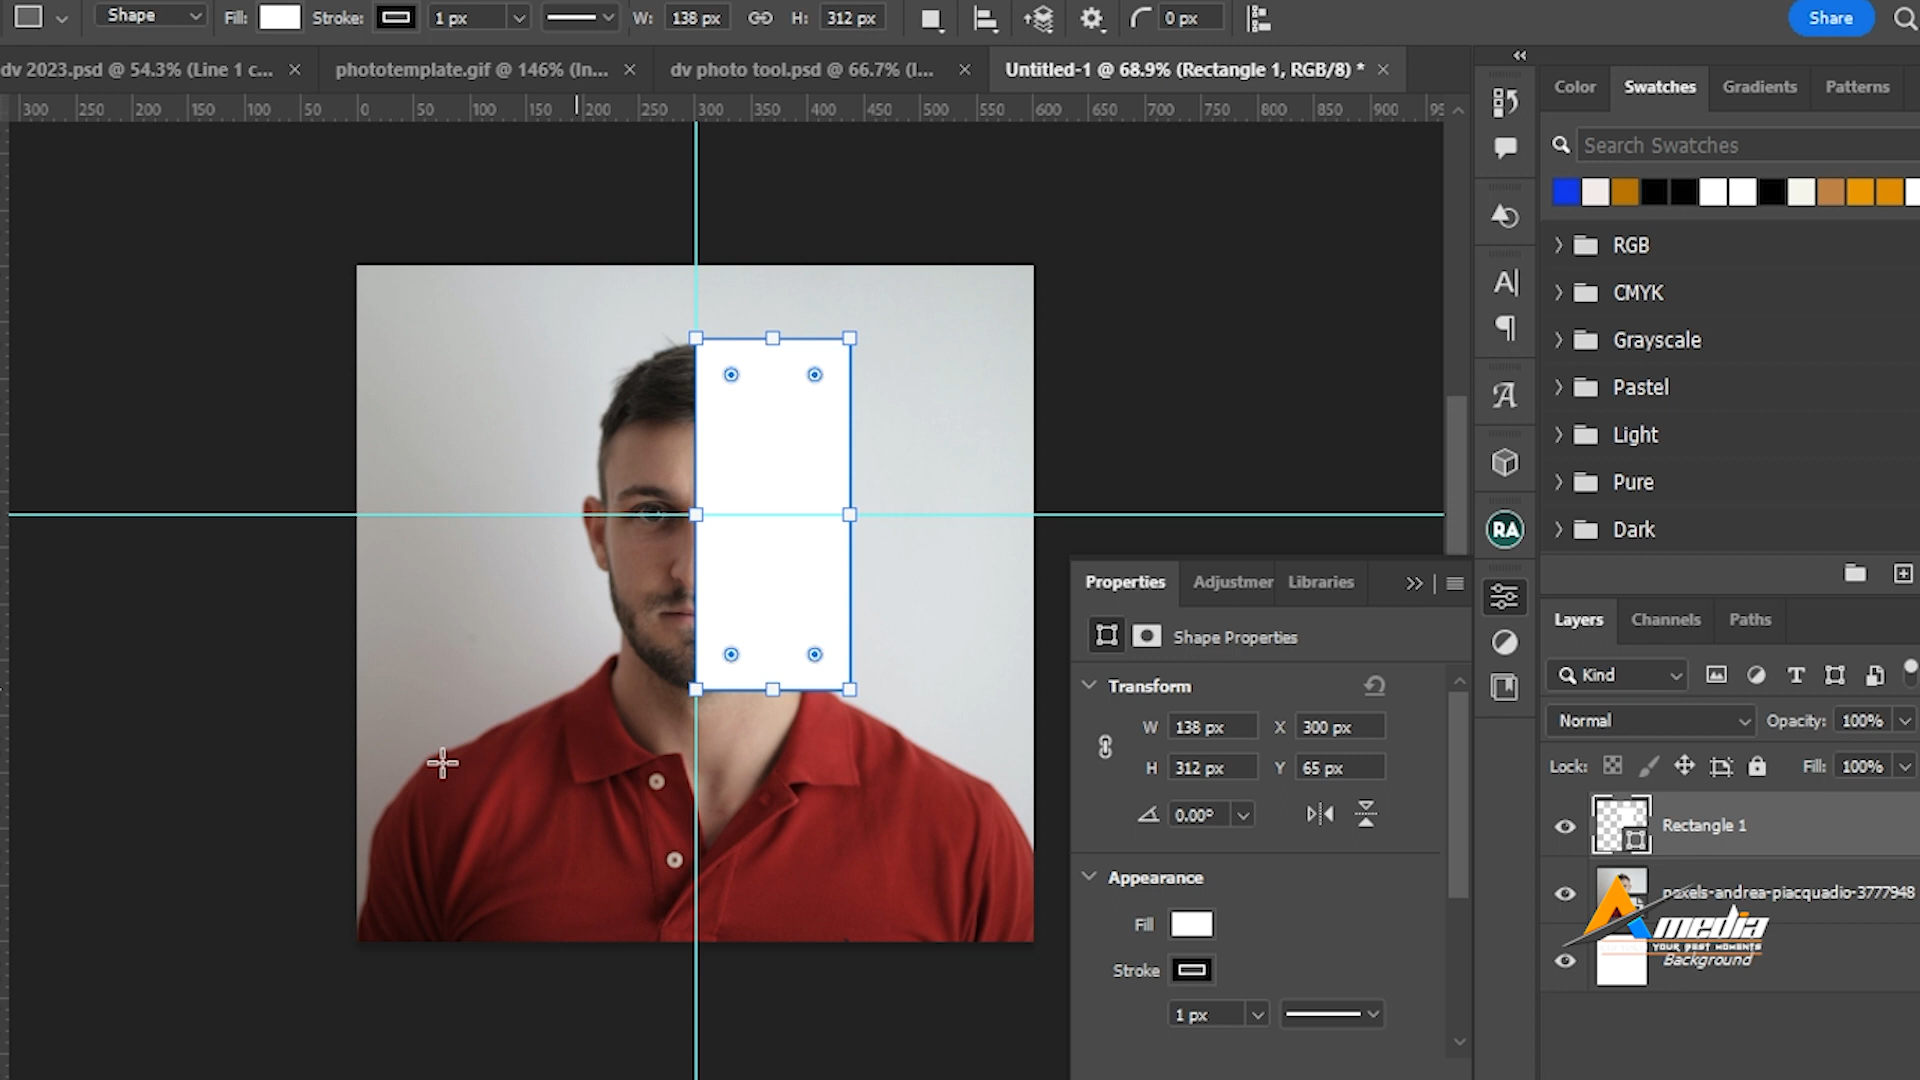 Shape Fill: Stroke: 1 px W: 138 px H: 312 px 0 px Share
dv 2023.psd @ 54.3% (Line 1 c... phototemplate.gif @ 146% (In... dv photo tool.psd @ 66.7% (I... Untitled-1 @ 68.9% (Rectangle 1, RGB/8) *
300 250 200 150 100 50 0 50 100 150 200 250 300 350 400 450 500 550 600 650 700 750 800 850 900
Color Swatches Gradients Patterns
Search Swatches
RGB
CMYK
Grayscale
Pastel
Light
Pure
Dark
RA
Properties Adjustmer Libraries
Shape Properties
Transform
W 138 px X 300 px
H 312 px Y 65 px
0.00°
Appearance
Fill
Stroke
1 px
Layers Channels Paths
Kind
Normal Opacity: 100%
Lock: Fill: 100%
Rectangle 1
pexels-andrea-piacquadio-3777948
A media
YOUR BEST MOMENTS
Background